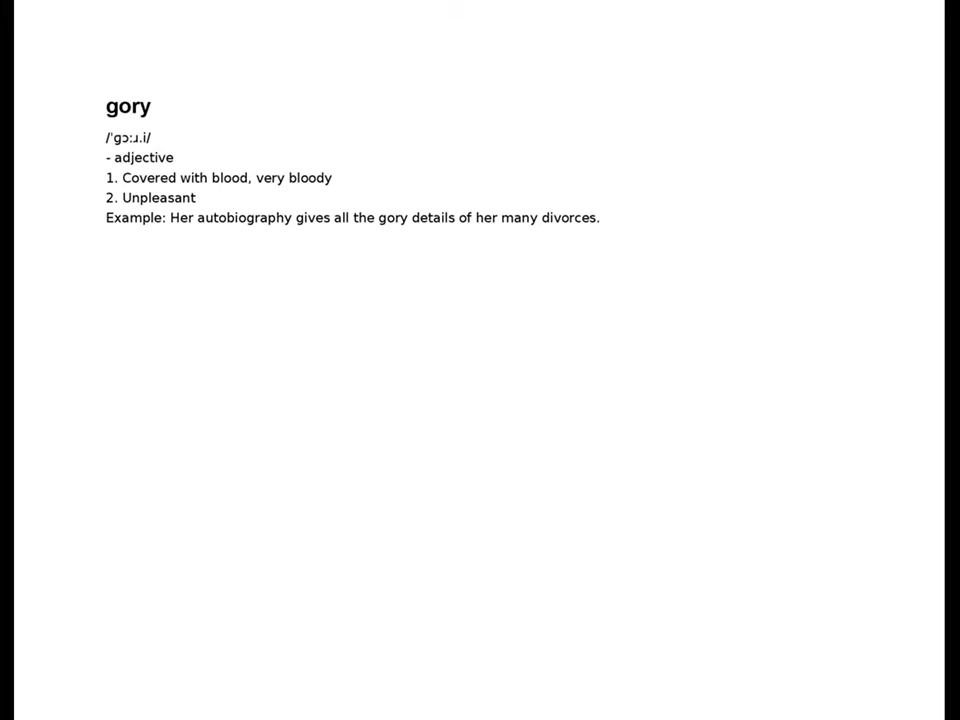 gory
/ˈɡɔːɹ.i/
- adjective
1. Covered with blood, very bloody
2. Unpleasant
Example: Her autobiography gives all the gory details of her many divorces.